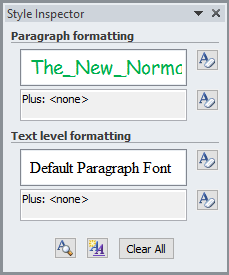 Style Inspector
Paragraph formatting
The_New_Normc
Plus: <none>
Text level formatting
Default Paragraph Font
Plus: <none>
Clear All